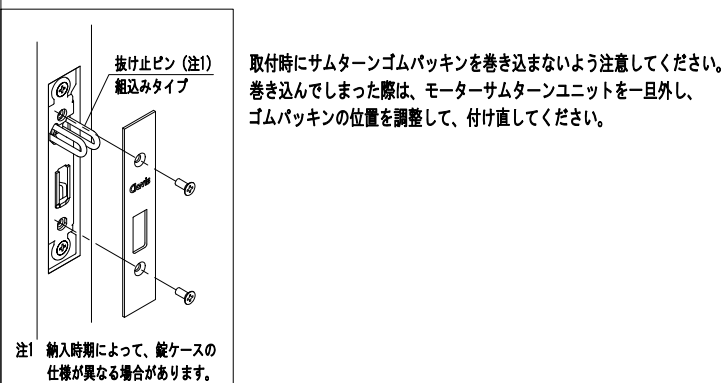 抜け止ピン（注1）
組込みタイプ
Clavis
注1　納入時期によって、錠ケースの
仕様が異なる場合があります。
取付時にサムターンゴムパッキンを巻き込まないよう注意してください。
巻き込んでしまった際は、モーターサムターンユニットを一旦外し、
ゴムパッキンの位置を調整して、付け直してください。